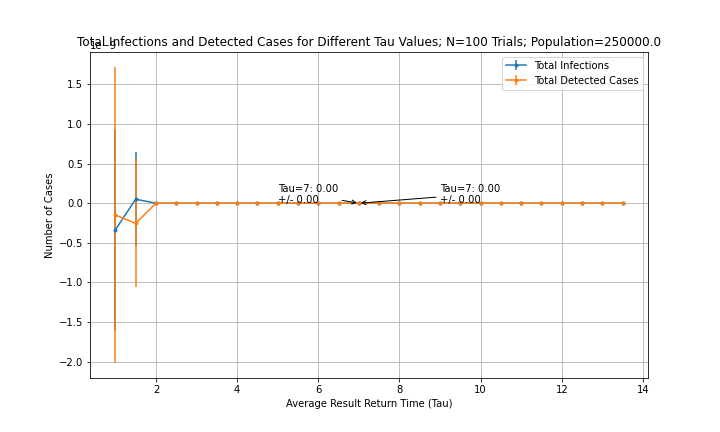 Total Infections and Detected Cases for Different Tau Values; N=100 Trials; Population=250000.0
Total Infections
Total Detected Cases
1.5
1.0
0.5
0.0
−0.5
−1.0
−1.5
−2.0
Number of Cases
Tau=7: 0.00
+/- 0.00
Tau=7: 0.00
+/- 0.00
2
4
6
8
10
12
14
Average Result Return Time (Tau)